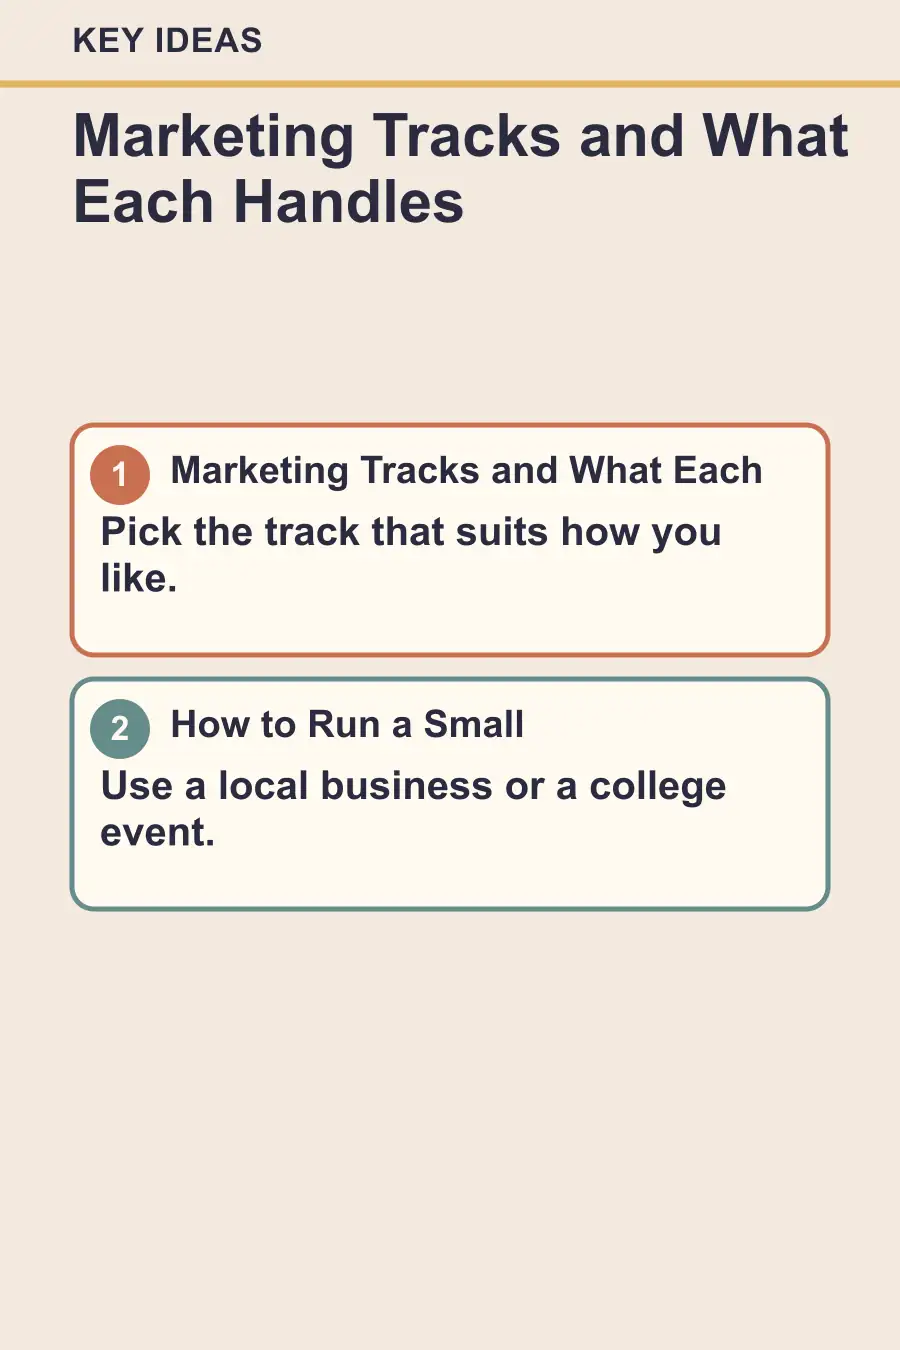 KEY IDEAS
Marketing Tracks and What
Each Handles
1 Marketing Tracks and What Each
Pick the track that suits how you
like.
2 How to Run a Small
Use a local business or a college
event.